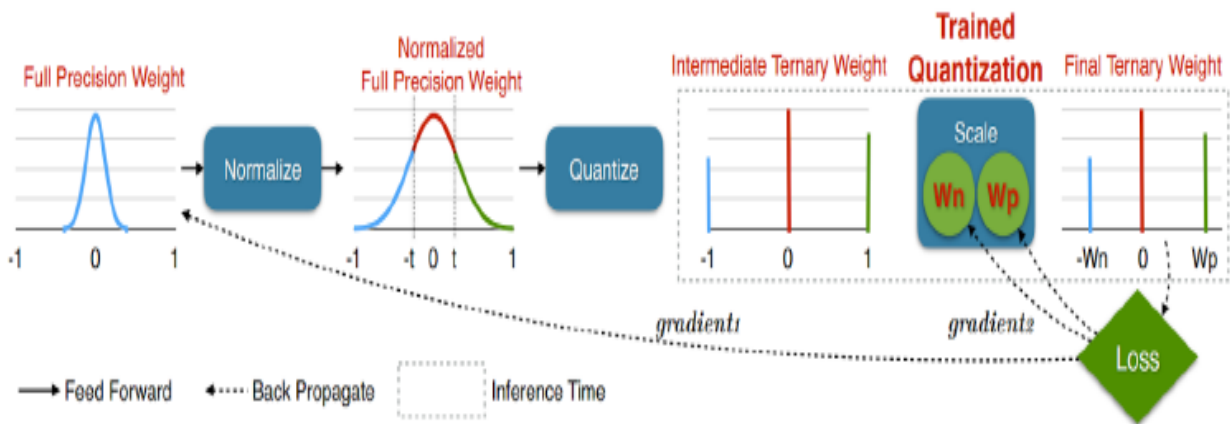 Full Precision Weight
Normalized
Full Precision Weight
Intermediate Ternary Weight
Trained
Quantization
Final Ternary Weight
Normalize
Quantize
Scale
Wn Wp
-1 0 1
-1 -t 0 t 1
-1 0 1
-Wn 0 Wp
gradient1
gradient2
Loss
Feed Forward
Back Propagate
Inference Time